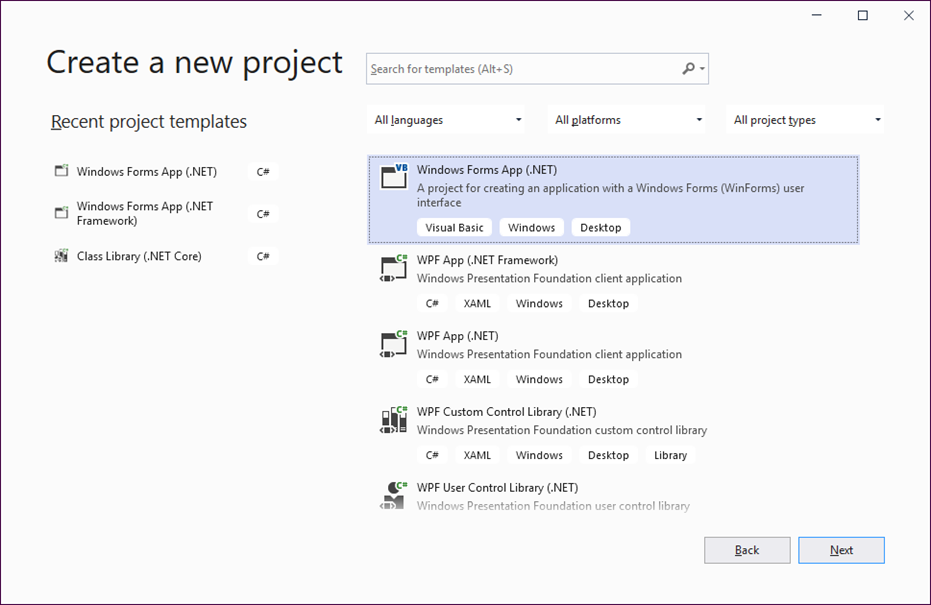 Create a new project
Search for templates (Alt+S)
Recent project templates
All languages
All platforms
All project types
Windows Forms App (.NET)
C#
Windows Forms App (.NET
Framework)
C#
Class Library (.NET Core)
C#
VB
Windows Forms App (.NET)
A project for creating an application with a Windows Forms (WinForms) user
interface
Visual Basic
Windows
Desktop
C#
WPF App (.NET Framework)
Windows Presentation Foundation client application
C#
XAML
Windows
Desktop
C#
WPF App (.NET)
Windows Presentation Foundation client application
C#
XAML
Windows
Desktop
C#
WPF Custom Control Library (.NET)
Windows Presentation Foundation custom control library
C#
XAML
Windows
Desktop
Library
C#
WPF User Control Library (.NET)
Windows Presentation Foundation user control library
Back
Next